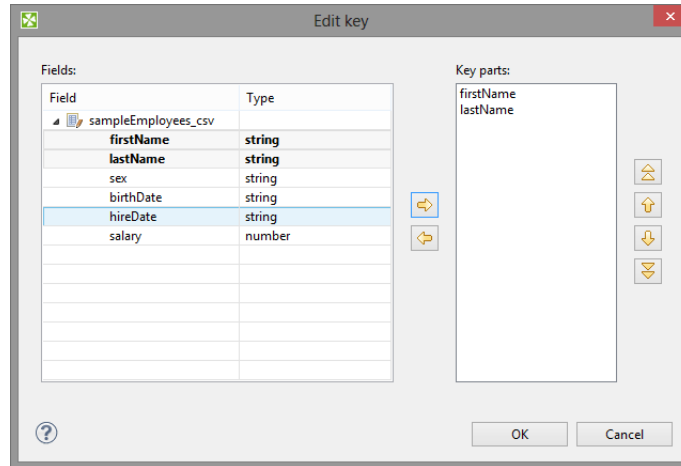 Edit key
Fields:
Key parts:
Field Type
sampleEmployees_csv
firstName string
lastName string
sex string
birthDate string
hireDate string
salary number
firstName
lastName
OK Cancel